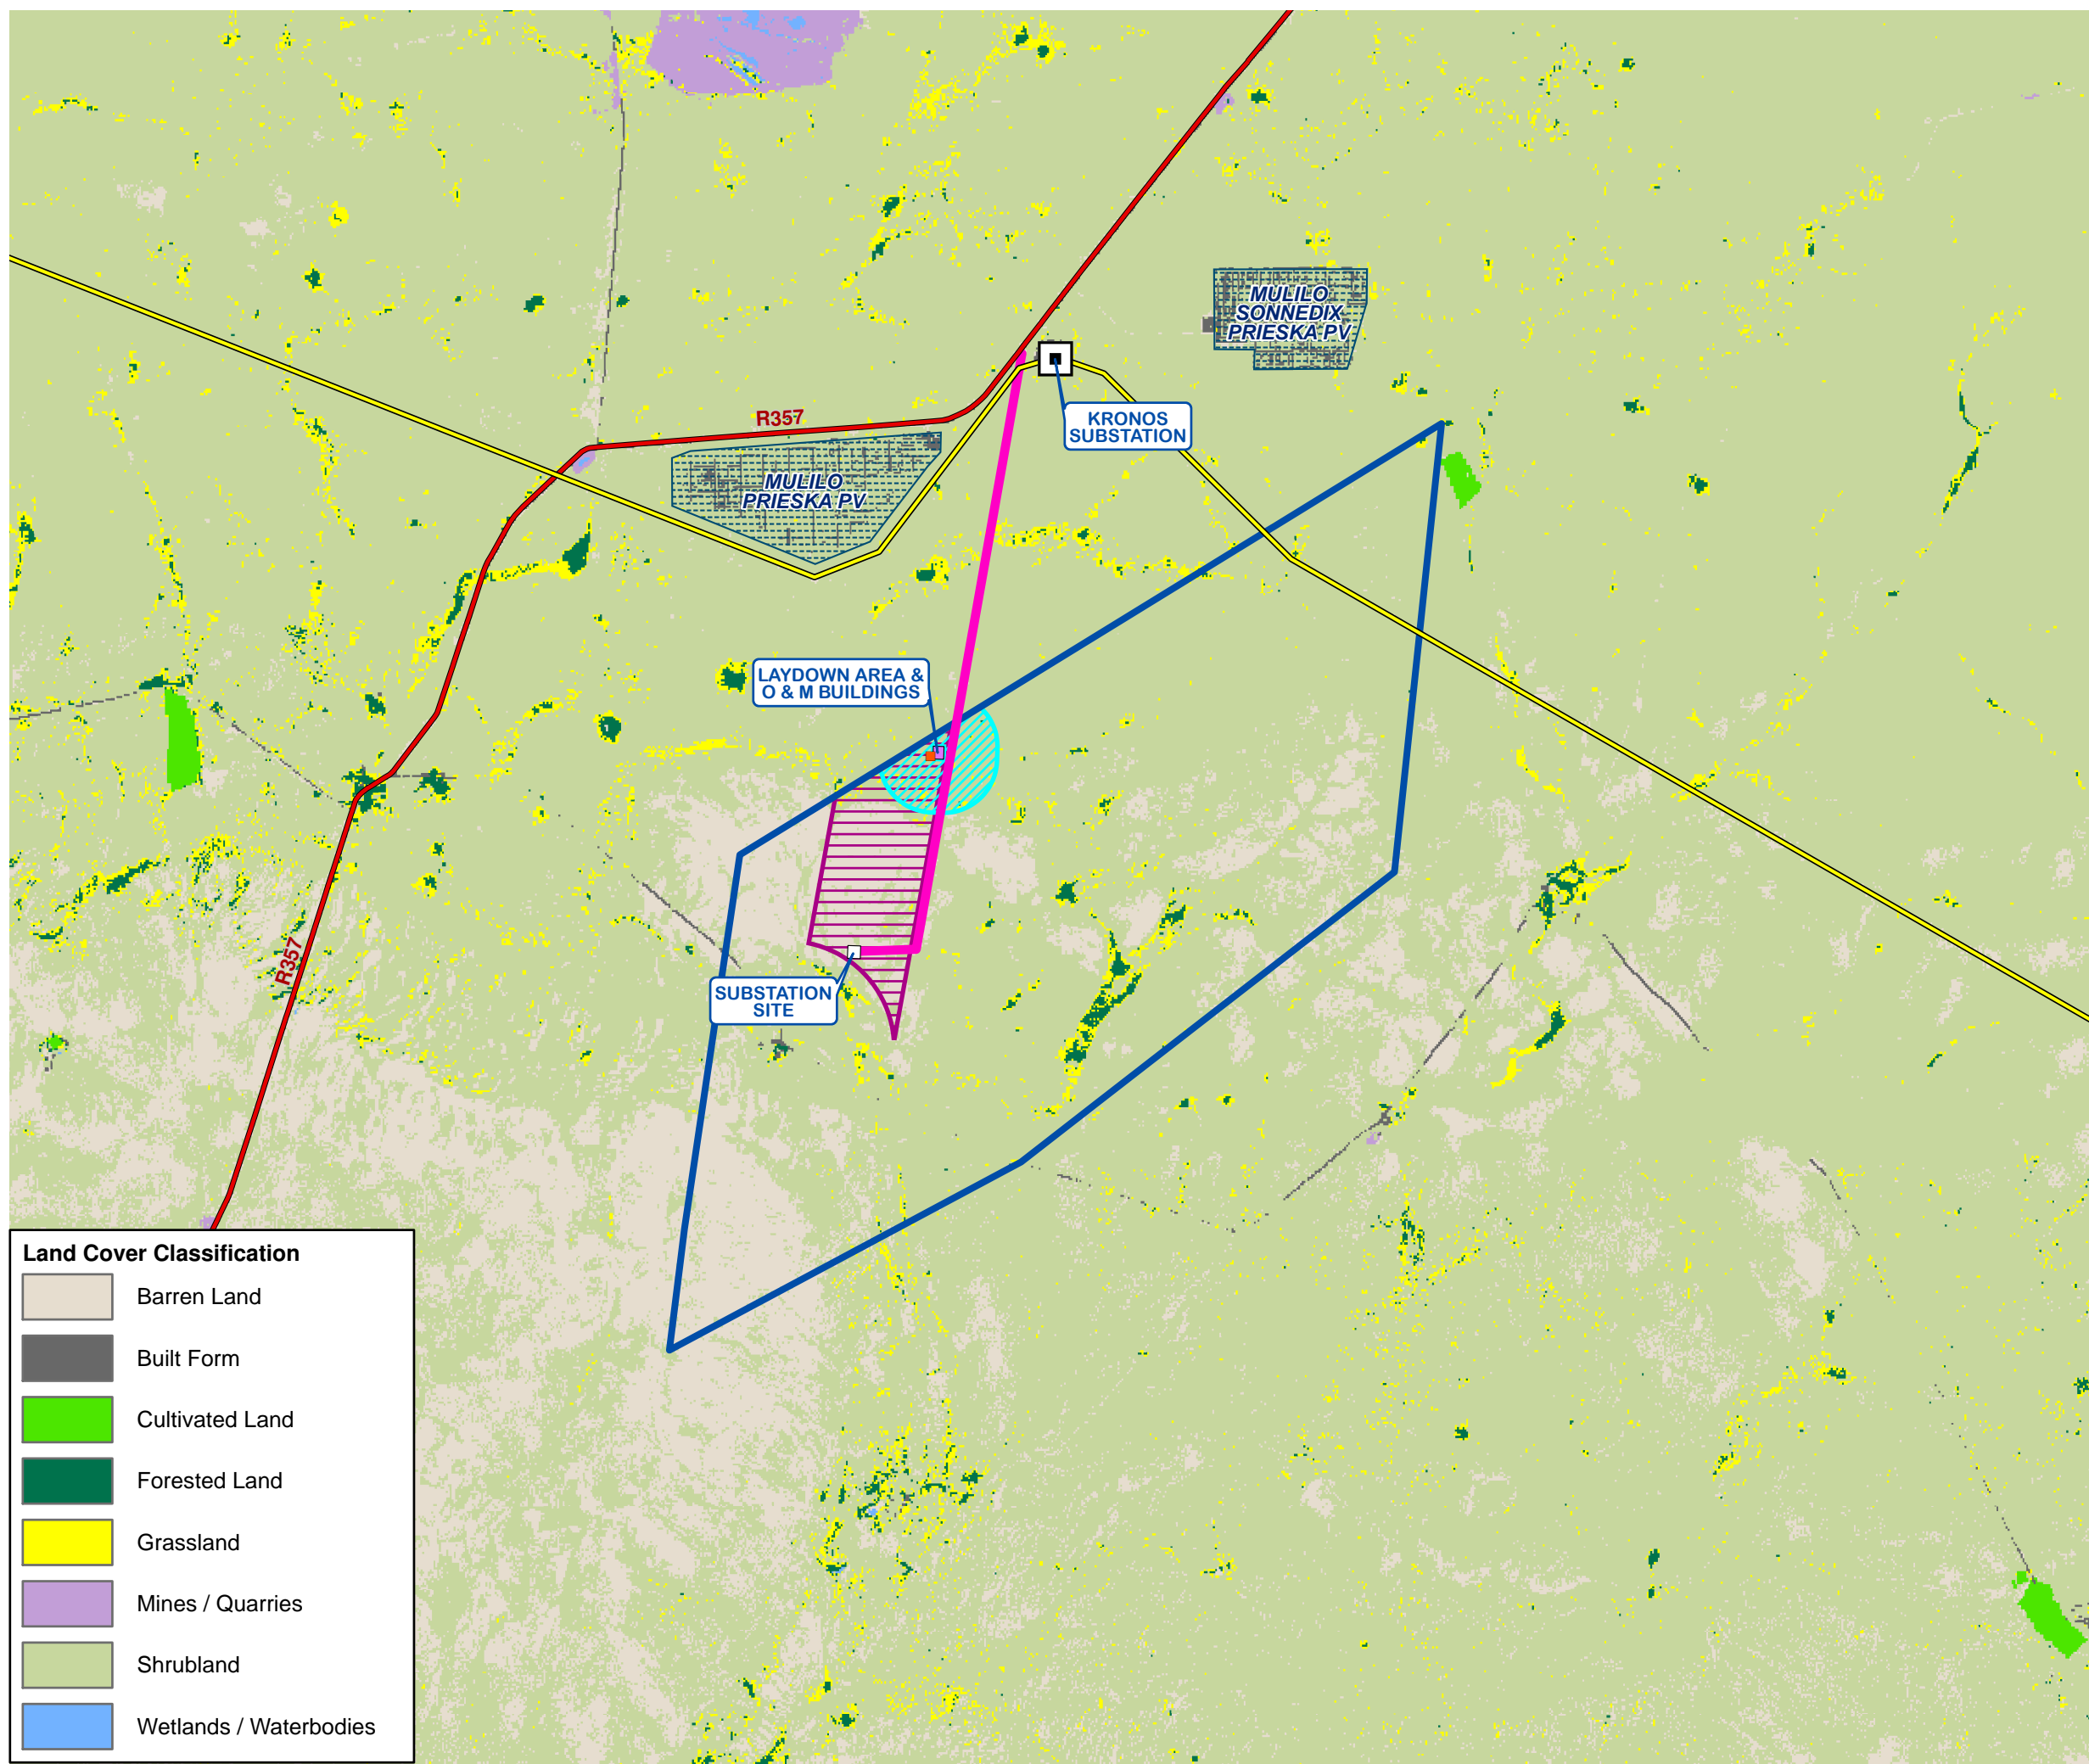 MULILO
SONNEDIX
PRIESKA PV
KRONOS
SUBSTATION
R357
MULILO
PRIESKA PV
LAYDOWN AREA &
O & M BUILDINGS
R357
SUBSTATION
SITE
Land Cover Classification
Barren Land
Built Form
Cultivated Land
Forested Land
Grassland
Mines / Quarries
Shrubland
Wetlands / Waterbodies